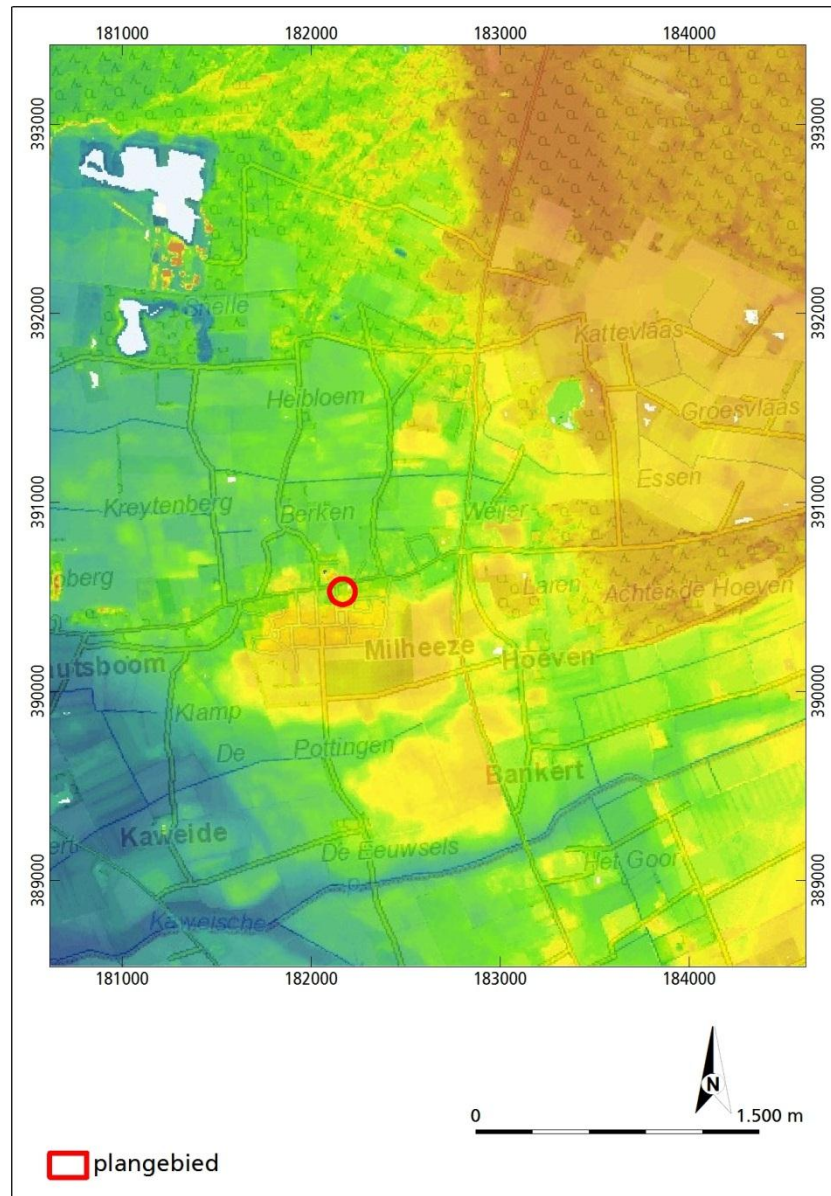 181000 182000 183000 184000
393000
393000
392000
392000
Snelle
Kattevlaas
Heibloem
Groesvlaas
Essen
391000
391000
Kreytenberg
Berken
Weijer
Laren
Achter de Hoeven
Milheeze
Hoeven
390000
390000
Klamp
De
Pottingen
Bankert
Kaweide
De Eeuwsels
Het Goor
389000
389000
Kaweische
181000 182000 183000 184000
N
0 1.500 m
plangebied